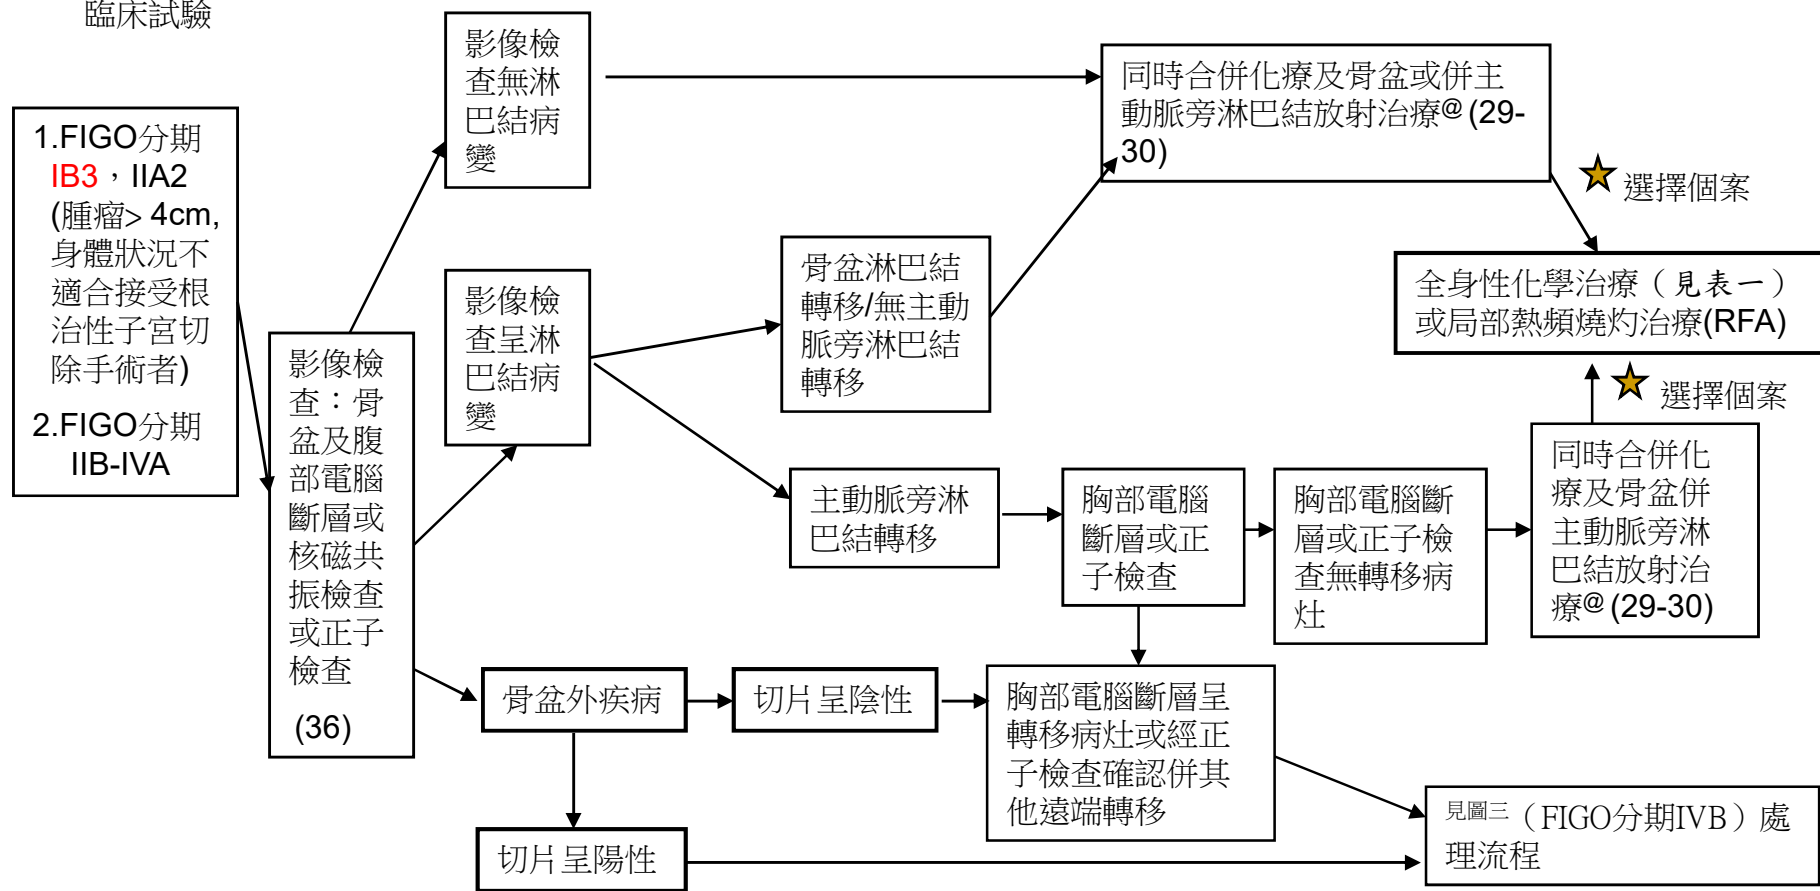 臨床試驗
1.FIGO分期
IB3，IIA2
(腫瘤> 4cm,
身體狀況不
適合接受根
治性子宮切
除手術者)
2.FIGO分期
IIB-IVA
影像檢
查：骨
盆及腹
部電腦
斷層或
核磁共
振檢查
或正子
檢查
(36)
影像檢
查無淋
巴結病
變
影像檢
查呈淋
巴結病
變
骨盆淋巴結
轉移/無主動
脈旁淋巴結
轉移
主動脈旁淋
巴結轉移
同時合併化療及骨盆或併主
動脈旁淋巴結放射治療@ (29-
30)
選擇個案
全身性化學治療（見表一）
或局部熱頻燒灼治療(RFA)
選擇個案
胸部電腦
斷層或正
子檢查
胸部電腦斷
層或正子檢
查無轉移病
灶
同時合併化
療及骨盆併
主動脈旁淋
巴結放射治
療@ (29-30)
骨盆外疾病
切片呈陰性
胸部電腦斷層呈
轉移病灶或經正
子檢查確認併其
他遠端轉移
切片呈陽性
見圖三（FIGO分期IVB）處
理流程